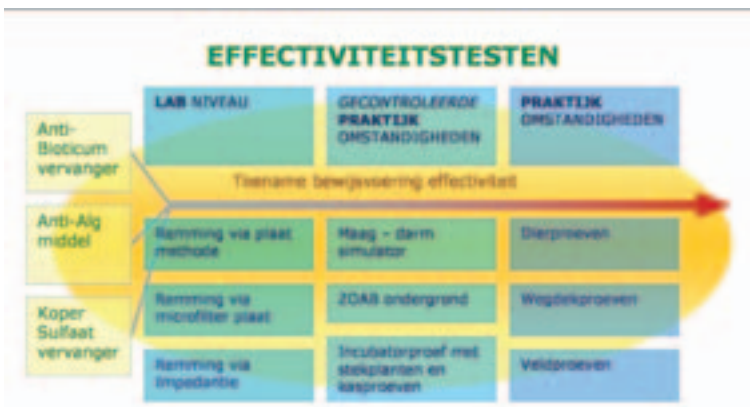 EFFECTIVITEITSTESTEN
LAB NIVEAU
GECONTROLEERDE
PRAKTIJK
OMSTANDIGHEDEN
PRAKTIJK
OMSTANDIGHEDEN
Anti-
Bioticum
vervanger
Toename bewijsvoering effectiviteit
Anti-Alg
middel
Remming via plaat
methode
Maag - darm
simulator
Dierproeven
Koper
Sulfaat
vervanger
Remming via
microfilter plaat
ZOAB ondergrond
Wegdekproeven
Remming via
Impedantie
Incubatorproef met
stekplanten en
kasproeven
Veldproeven